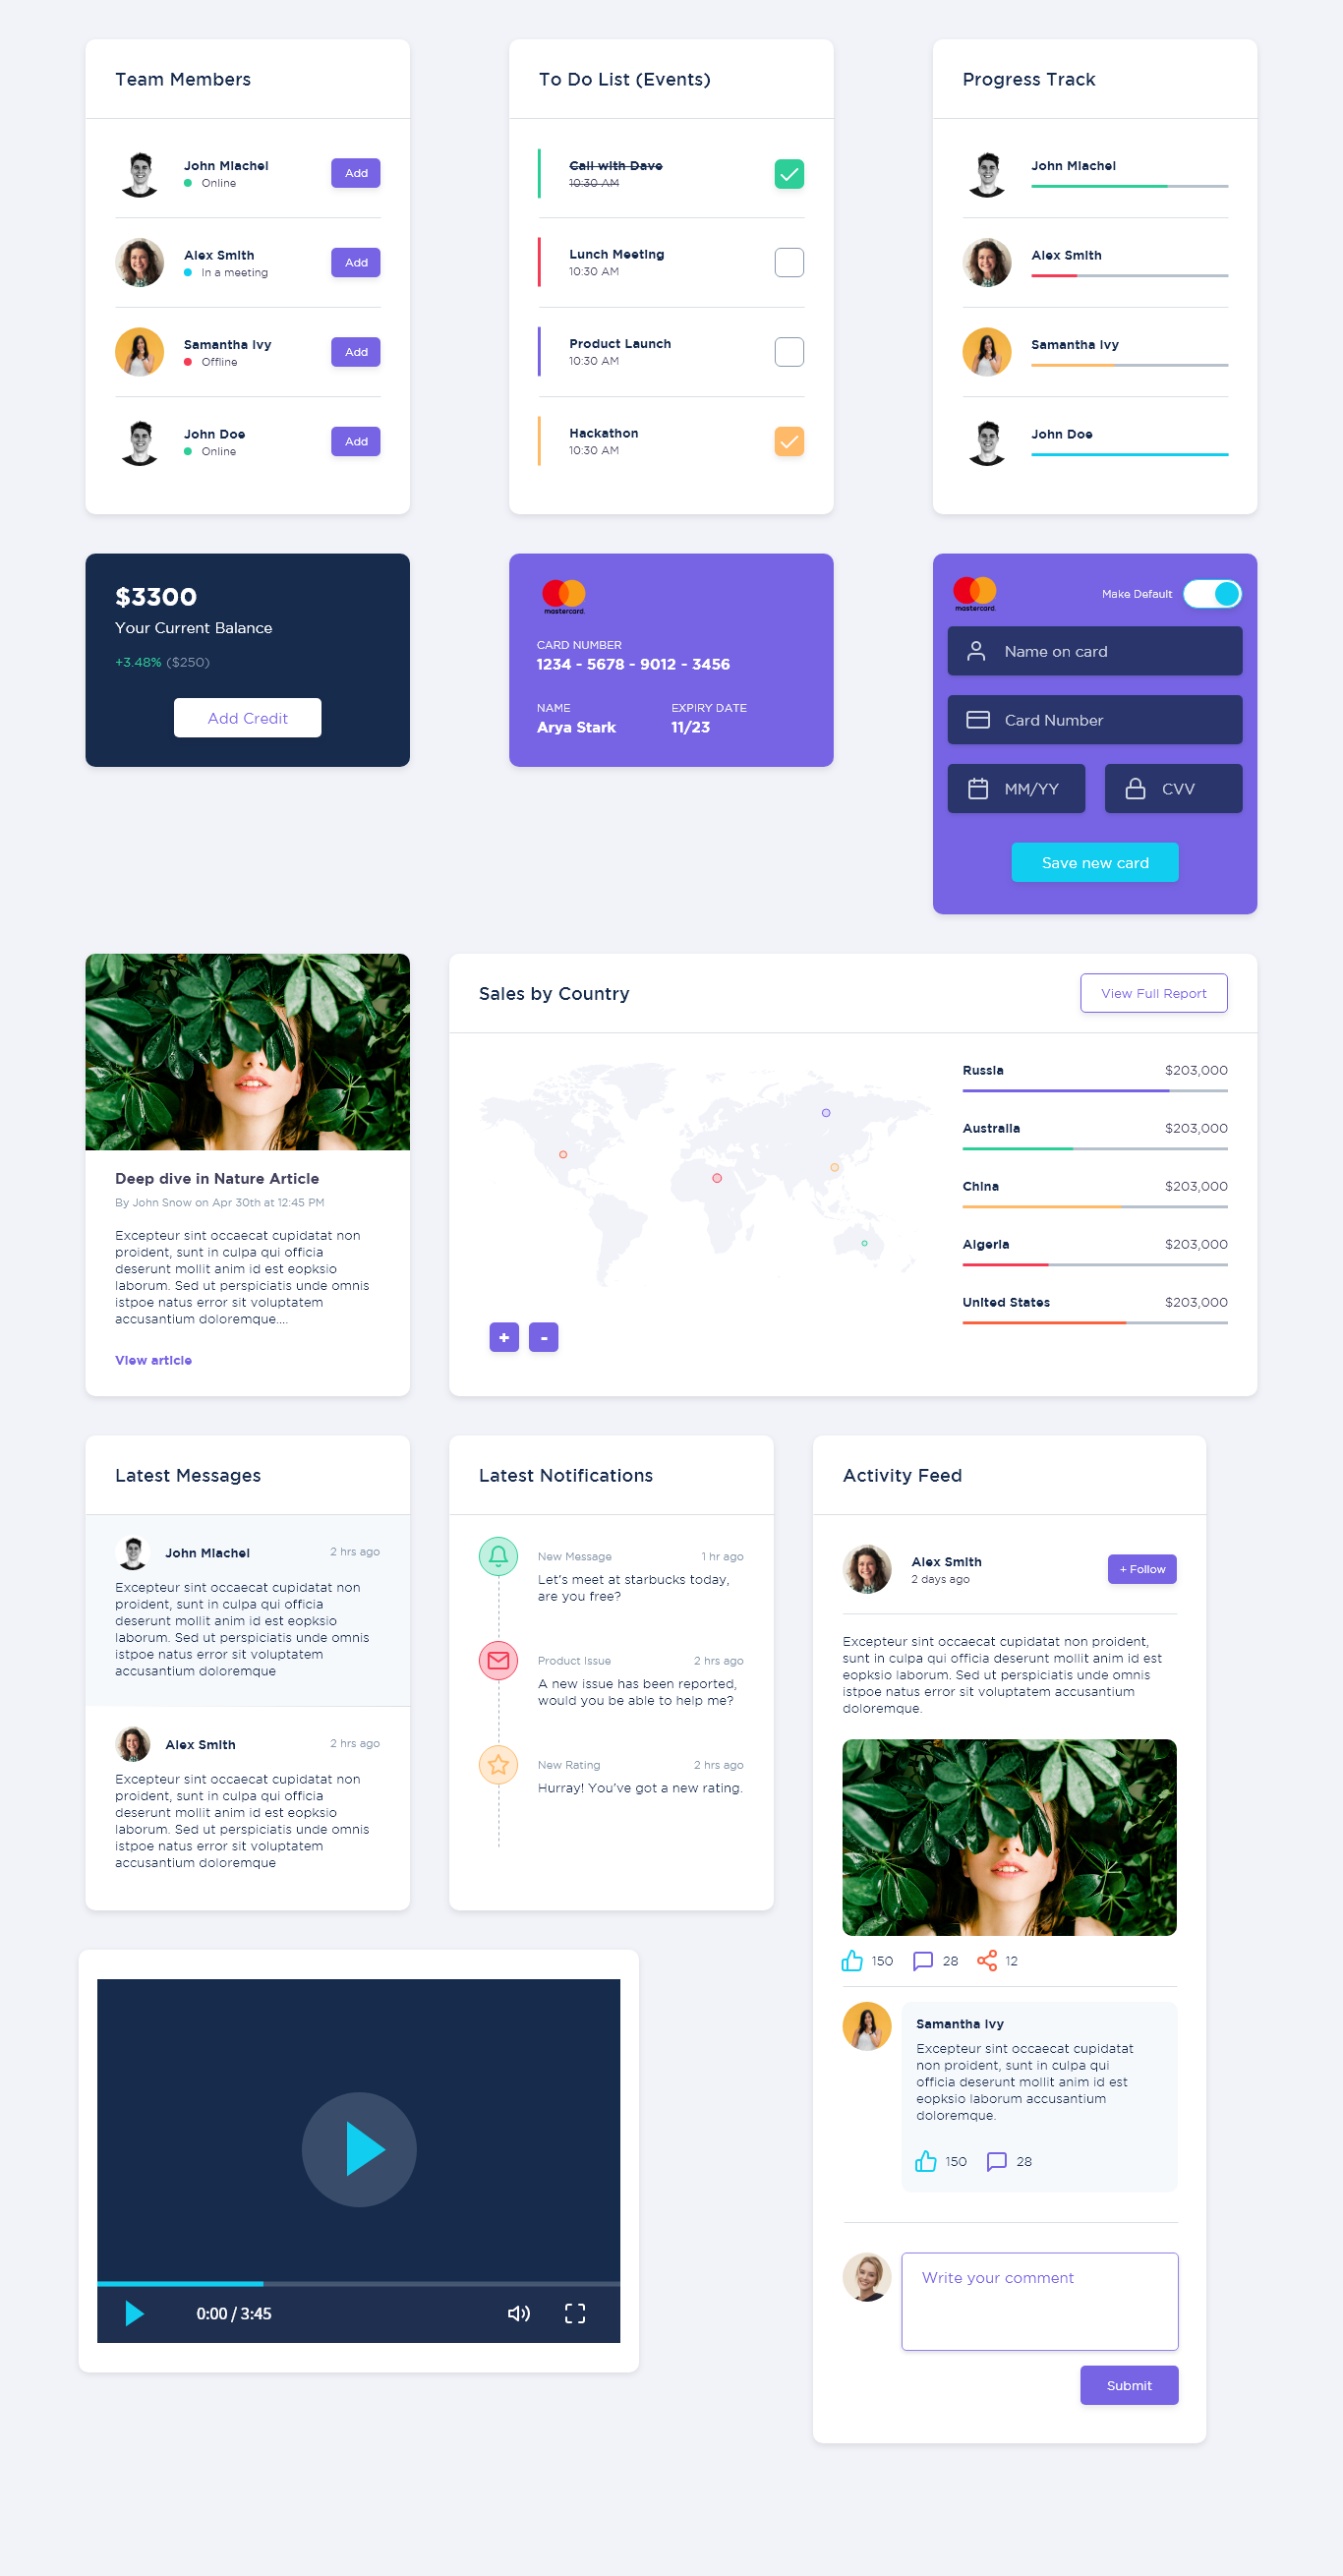 Team Members
John Miachel
Online
Add
Alex Smith
In a meeting
Add
Samantha Ivy
Offline
Add
John Doe
Online
Add
To Do List (Events)
Call with Dave
10:30 AM
Lunch Meeting
10:30 AM
Product Launch
10:30 AM
Hackathon
10:30 AM
Progress Track
John Miachel
Alex Smith
Samantha Ivy
John Doe
$3300
Your Current Balance
+3.48% ($250)
Add Credit
mastercard.
CARD NUMBER
1234 - 5678 - 9012 - 3456
NAME
EXPIRY DATE
Arya Stark
11/23
mastercard.
Make Default
Name on card
Card Number
MM/YY
CVV
Save new card
Deep dive in Nature Article
By John Snow on Apr 30th at 12:45 PM
Excepteur sint occaecat cupidatat non
proident, sunt in culpa qui officia
deserunt mollit anim id est eopksio
laborum. Sed ut perspiciatis unde omnis
istpoe natus error sit voluptatem
accusantium doloremque....
View article
Sales by Country
View Full Report
+
-
Russia
$203,000
Australia
$203,000
China
$203,000
Algeria
$203,000
United States
$203,000
Latest Messages
John Miachel
2 hrs ago
Excepteur sint occaecat cupidatat non
proident, sunt in culpa qui officia
deserunt mollit anim id est eopksio
laborum. Sed ut perspiciatis unde omnis
istpoe natus error sit voluptatem
accusantium doloremque
Alex Smith
2 hrs ago
Excepteur sint occaecat cupidatat non
proident, sunt in culpa qui officia
deserunt mollit anim id est eopksio
laborum. Sed ut perspiciatis unde omnis
istpoe natus error sit voluptatem
accusantium doloremque
Latest Notifications
New Message
1 hr ago
Let's meet at starbucks today,
are you free?
Product Issue
2 hrs ago
A new issue has been reported,
would you be able to help me?
New Rating
2 hrs ago
Hurray! You've got a new rating.
Activity Feed
Alex Smith
2 days ago
+ Follow
Excepteur sint occaecat cupidatat non proident,
sunt in culpa qui officia deserunt mollit anim id est
eopksio laborum. Sed ut perspiciatis unde omnis
istpoe natus error sit voluptatem accusantium
doloremque.
150
28
12
Samantha Ivy
Excepteur sint occaecat cupidatat
non proident, sunt in culpa qui
officia deserunt mollit anim id est
eopksio laborum accusantium
doloremque.
150
28
Write your comment
Submit
0:00 / 3:45